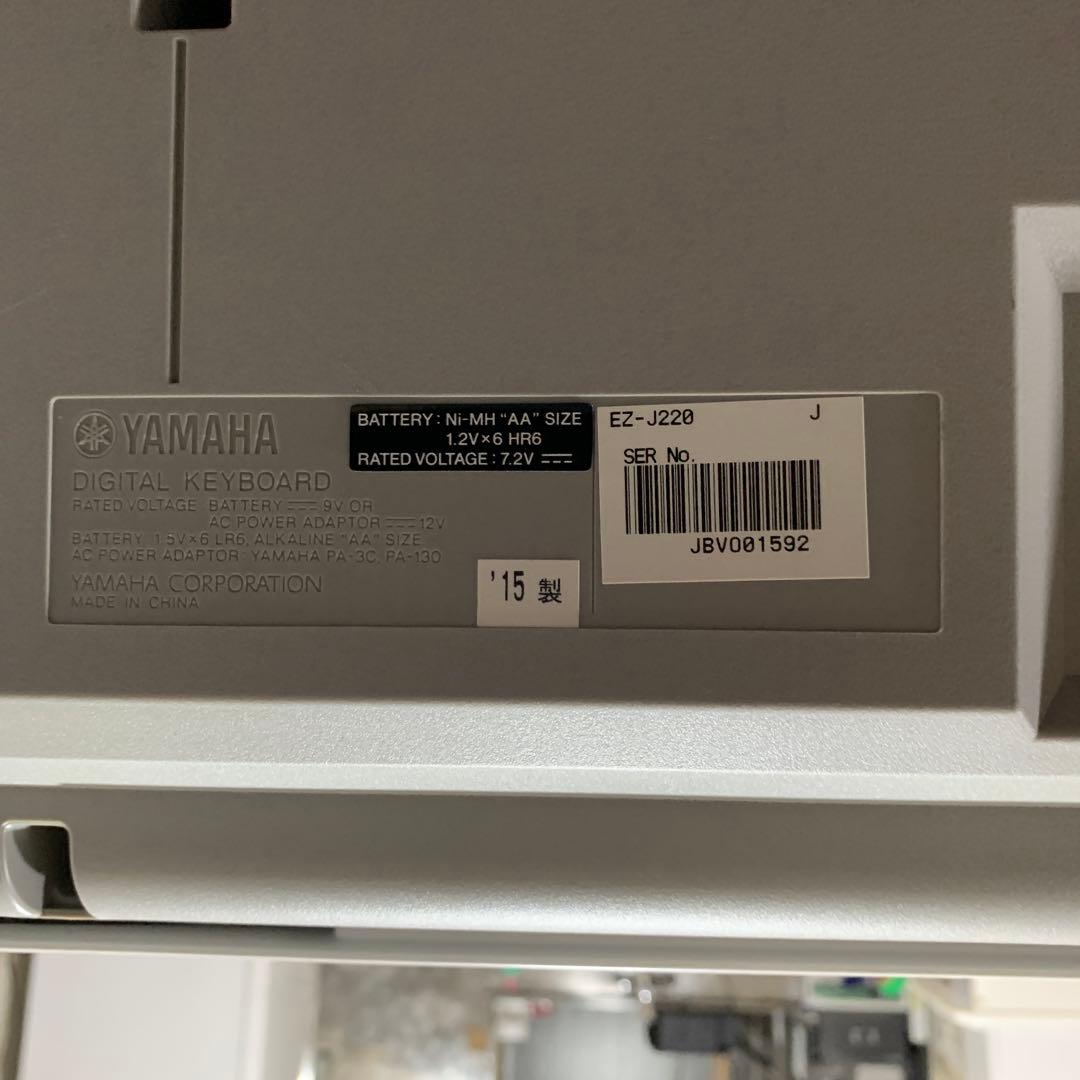 YAMAHA
DIGITAL KEYBOARD
RATED VOLTAGE : BATTERY ⎓ 9V OR
AC POWER ADAPTOR ⎓ 12V
BATTERY, 1.5V×6 LR6, ALKALINE "AA" SIZE
AC POWER ADAPTOR : YAMAHA PA-3C, PA-130
YAMAHA CORPORATION
MADE IN CHINA
BATTERY : Ni-MH “AA” SIZE
1.2V×6 HR6
RATED VOLTAGE : 7.2V ⎓
'15 製
EZ-J220 J
SER No.
JBVO01592